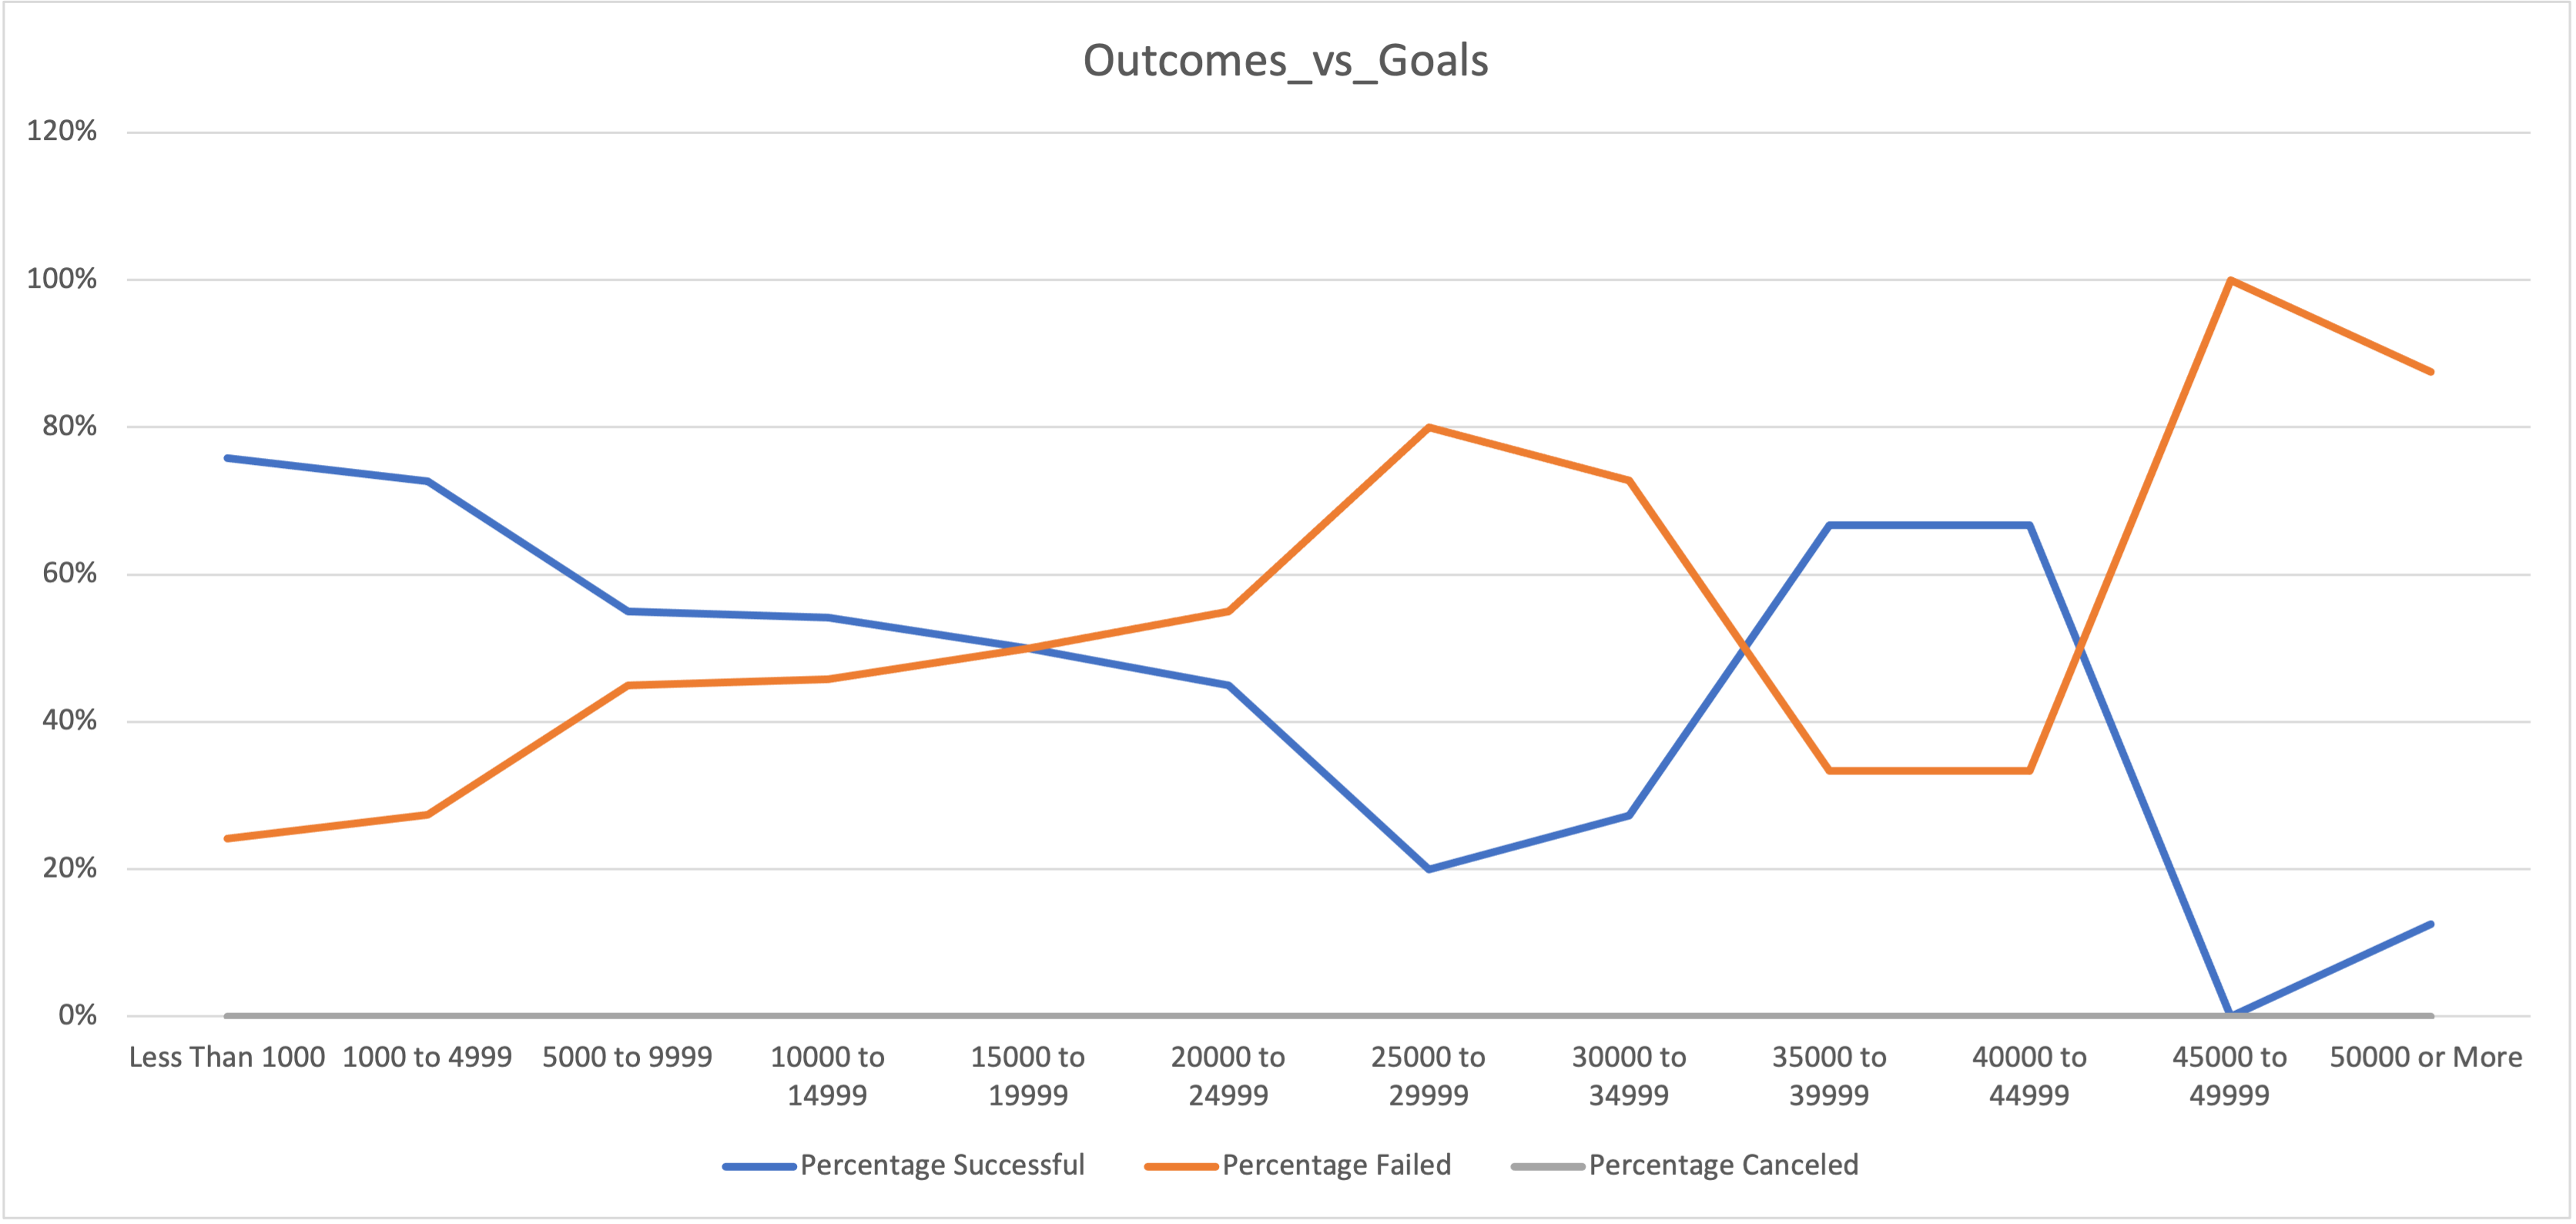 Outcomes_vs_Goals
120%
100%
80%
60%
40%
20%
0%
Less Than 1000
1000 to 4999
5000 to 9999
10000 to
14999
15000 to
19999
20000 to
24999
25000 to
29999
30000 to
34999
35000 to
39999
40000 to
44999
45000 to
49999
50000 or More
Percentage Successful
Percentage Failed
Percentage Canceled